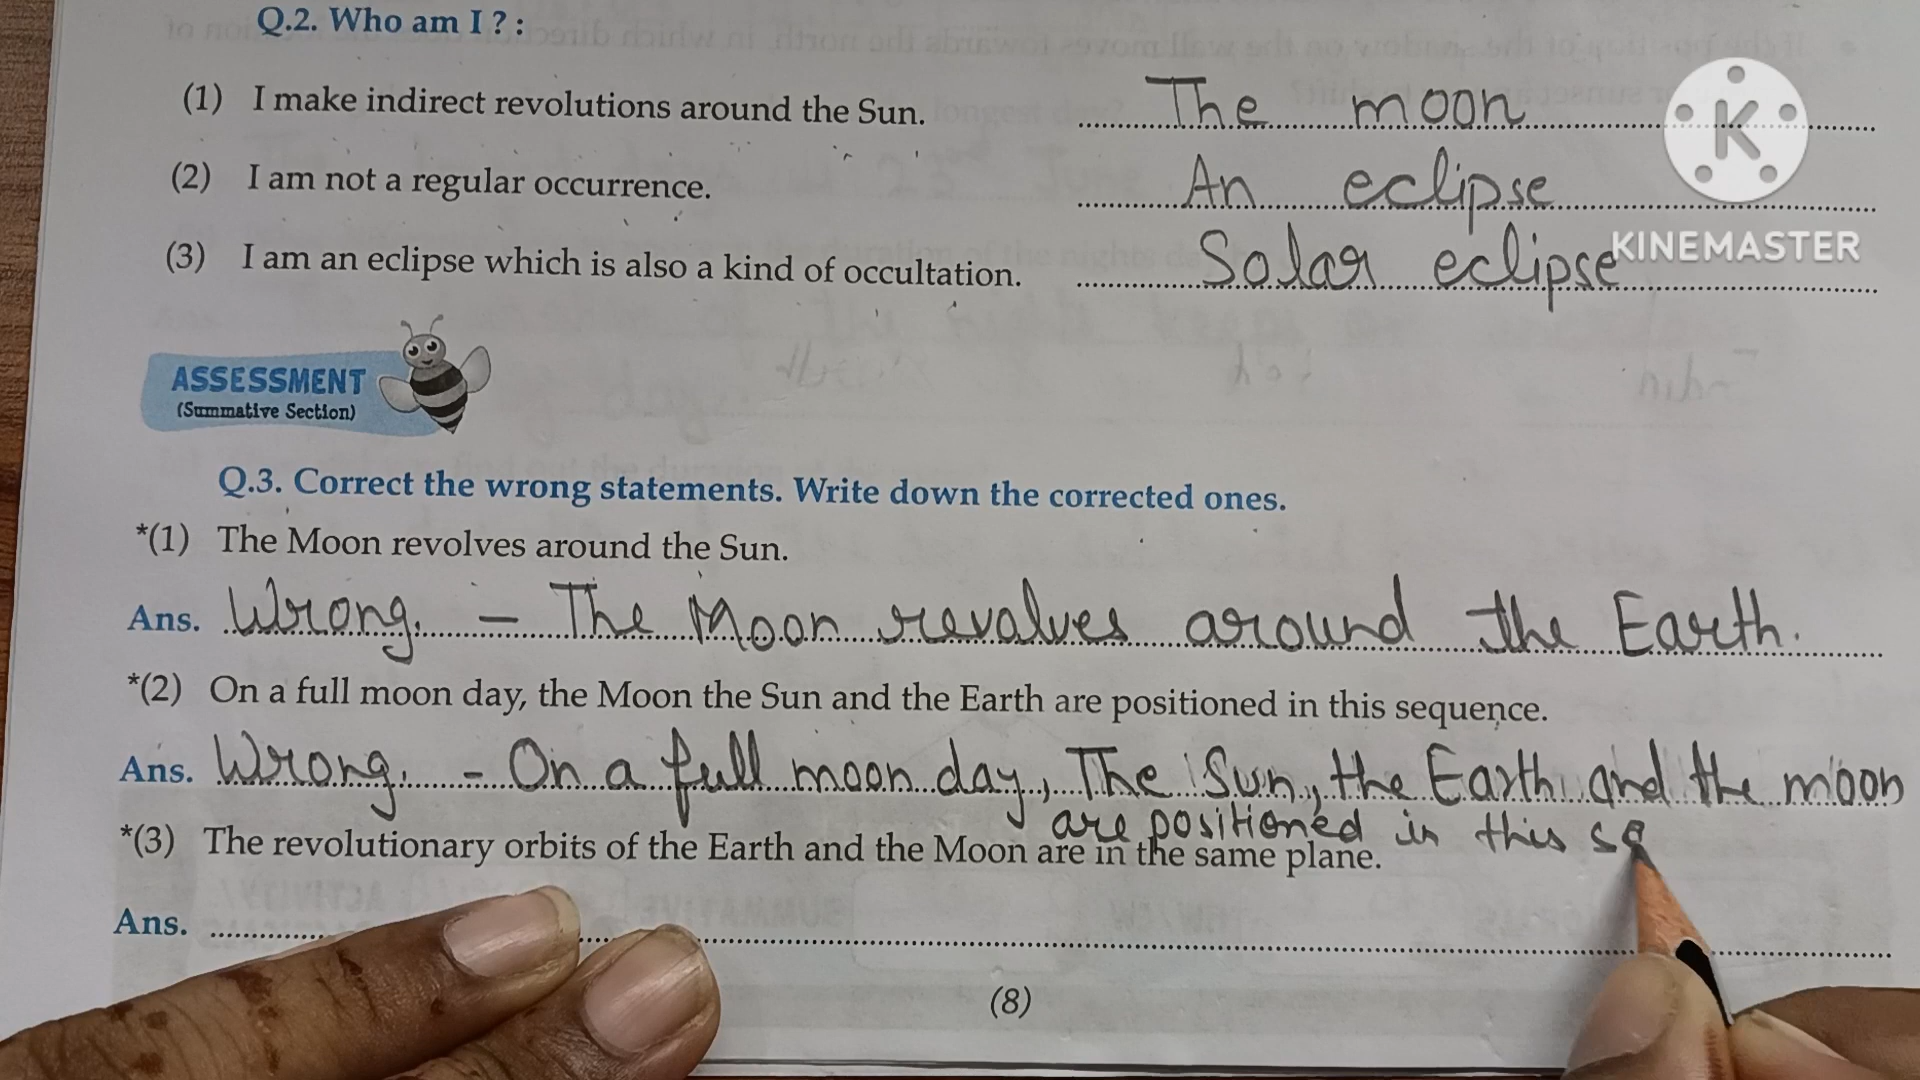 Q.2. Who am I ? :
(1) I make indirect revolutions around the Sun. The moon
(2) I am not a regular occurrence. An eclipse
(3) I am an eclipse which is also a kind of occultation. Solar eclipse
K
KINEMASTER
ASSESSMENT
(Summative Section)
Q.3. Correct the wrong statements. Write down the corrected ones.
*(1) The Moon revolves around the Sun.
Ans. Wrong. - The Moon revalves around the Earth.
*(2) On a full moon day, the Moon the Sun and the Earth are positioned in this sequence.
Ans. Wrong. - On a full moon day, The Sun, the Earth and the moon
are positioned in this se
*(3) The revolutionary orbits of the Earth and the Moon are in the same plane.
Ans.
(8)